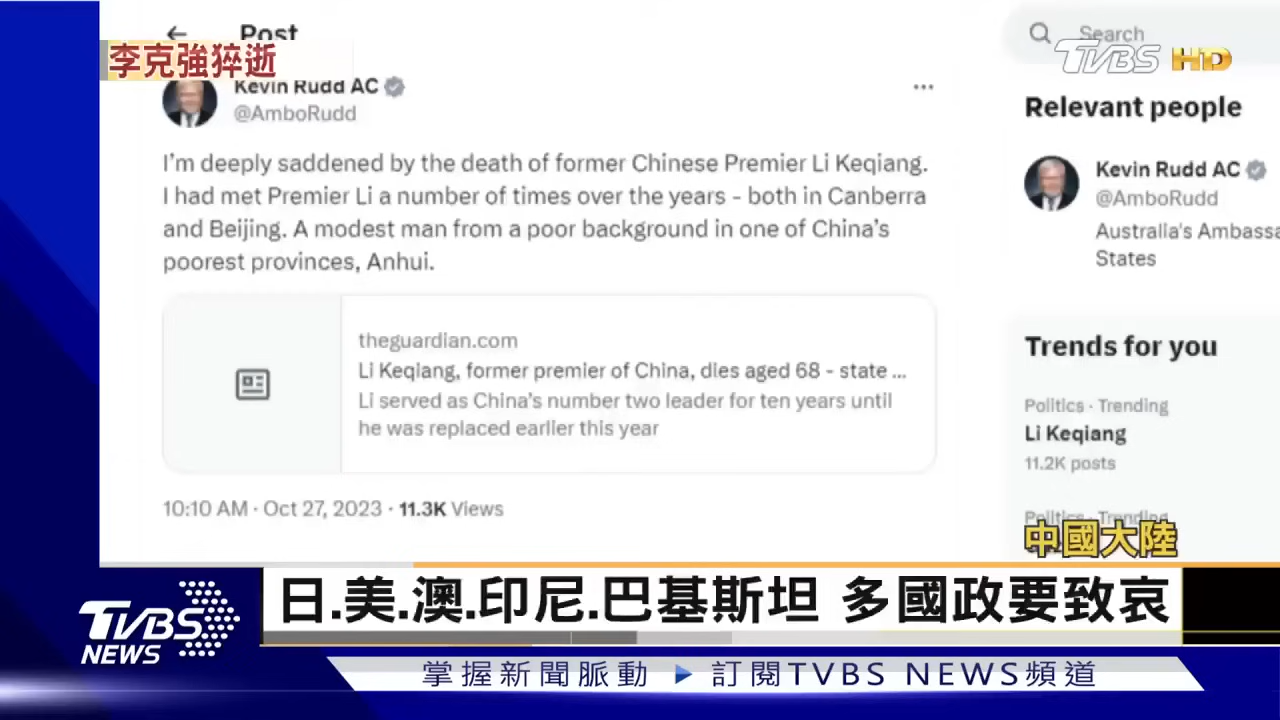 Post
Search
李克強猝逝
TVBS HD
Kevin Rudd AC
@AmboRudd
I'm deeply saddened by the death of former Chinese Premier Li Keqiang.
I had met Premier Li a number of times over the years - both in Canberra
and Beijing. A modest man from a poor background in one of China's
poorest provinces, Anhui.
theguardian.com
Li Keqiang, former premier of China, dies aged 68 - state ...
Li served as China's number two leader for ten years until
he was replaced earlier this year
10:10 AM · Oct 27, 2023 · 11.3K Views
Relevant people
Kevin Rudd AC
@AmboRudd
Australia's Ambassa
States
Trends for you
Politics · Trending
Li Keqiang
11.2K posts
Politics · Trending
中國大陸
TVBS
NEWS
日.美.澳.印尼.巴基斯坦 多國政要致哀
掌握新聞脈動 ▶ 訂閱TVBS NEWS頻道